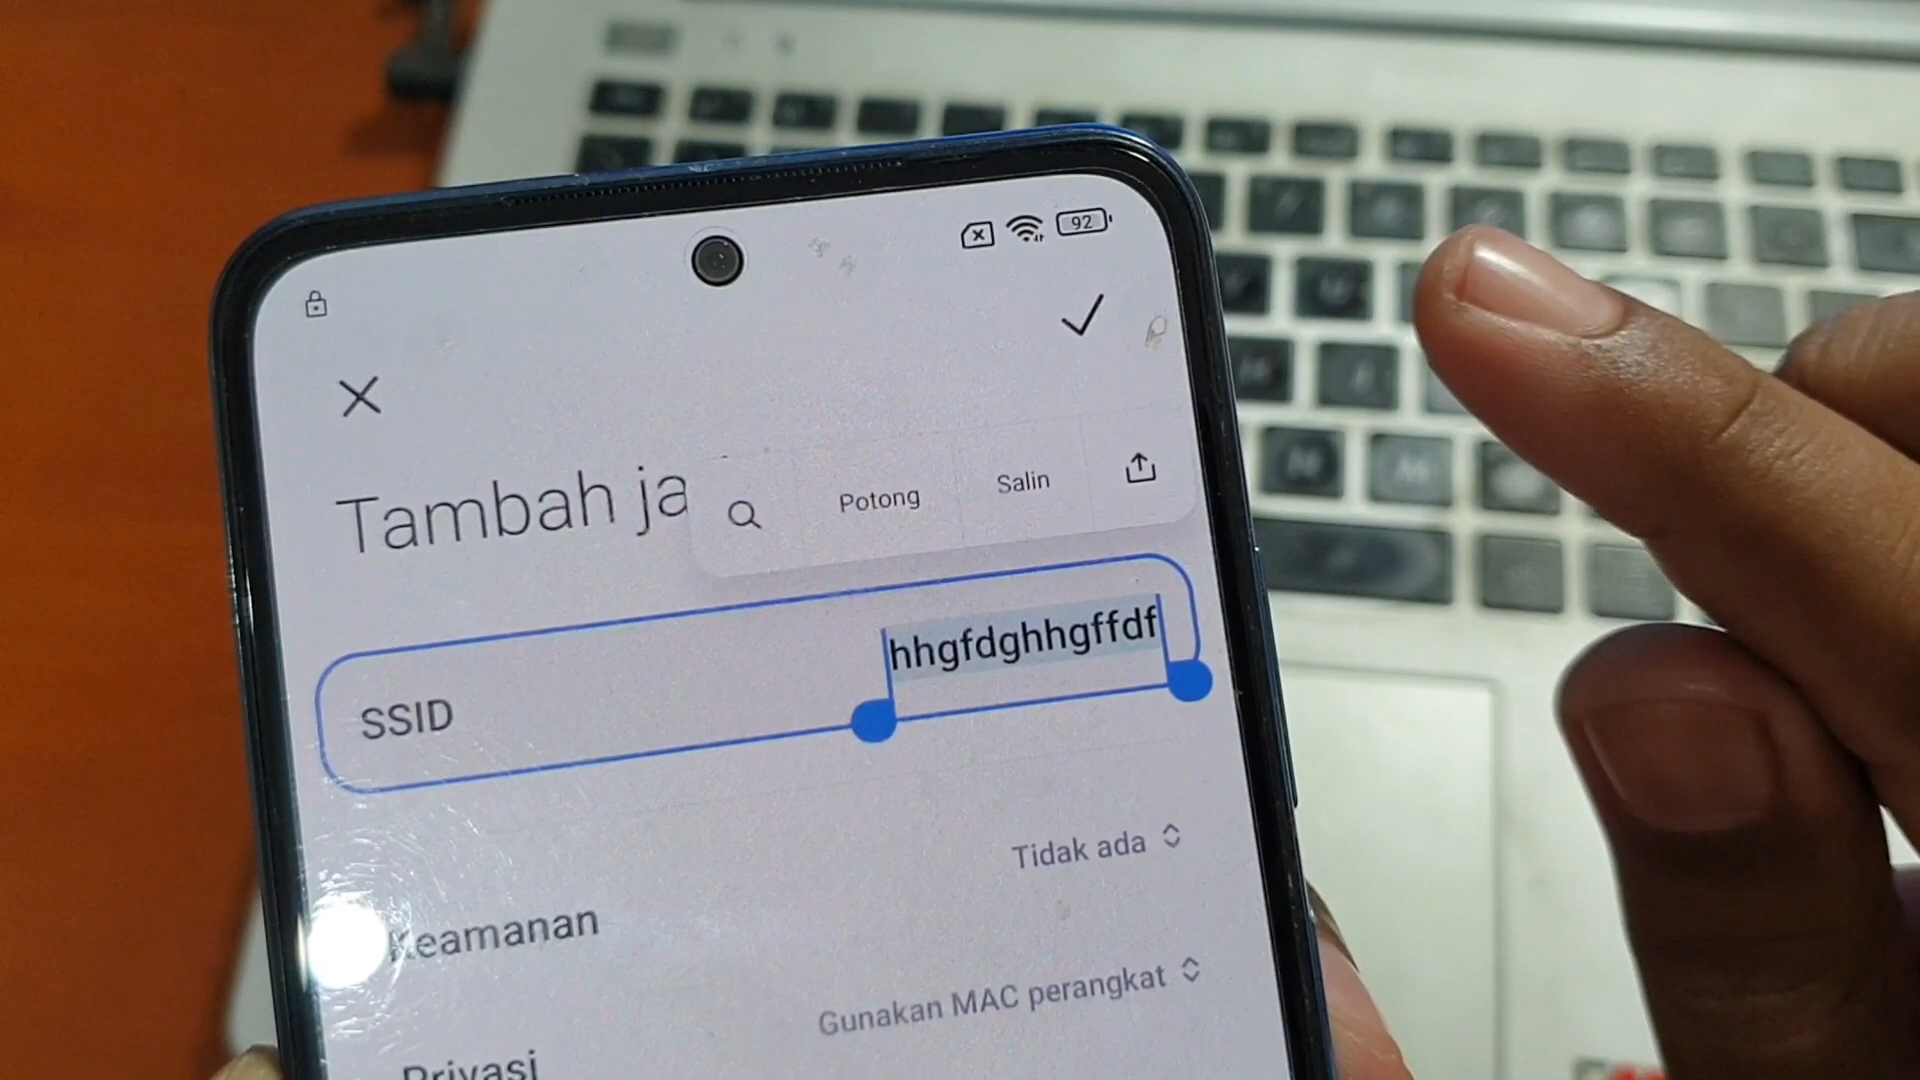 92
Tambah ja
Potong
Salin
SSID
hhgfdghhgffdf
Tidak ada
Keamanan
Gunakan MAC perangkat
Privasi